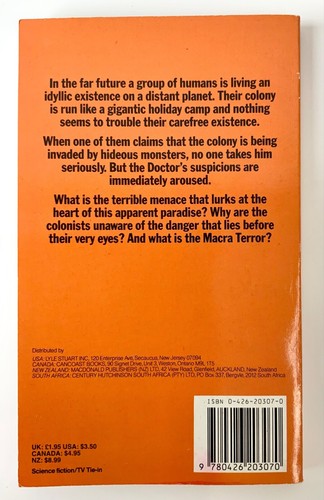 In the far future a group of humans is living an
idyllic existence on a distant planet. Their colony
is run like a gigantic holiday camp and nothing
seems to trouble their carefree existence.
When one of them claims that the colony is being
invaded by hideous monsters, no one takes him
seriously. But the Doctor's suspicions are
immediately aroused.
What is the terrible menace that lurks at the
heart of this apparent paradise? Why are the
colonists unaware of the danger that lies before
their very eyes? And what is the Macra Terror?
Distributed by
USA: LYLE STUART INC, 120 Enterprise Ave, Secaucus, New Jersey 07094
CANADA: CANCOAST BOOKS, 90 Signet Drive, Unit 3, Weston, Ontario M9L 1T5
NEW ZEALAND: MACDONALD PUBLISHERS (NZ) LTD, 42 View Road, Glenfield, AUCKLAND, New Zealand
SOUTH AFRICA: CENTURY HUTCHINSON SOUTH AFRICA (PTY) LTD, PO Box 337, Bergvlei, 2012 South Africa
UK: £1.95 USA: $3.50
CANADA: $4.95
NZ: $8.99
Science fiction/TV Tie-in
ISBN 0-426-20307-0
9 780426 203070